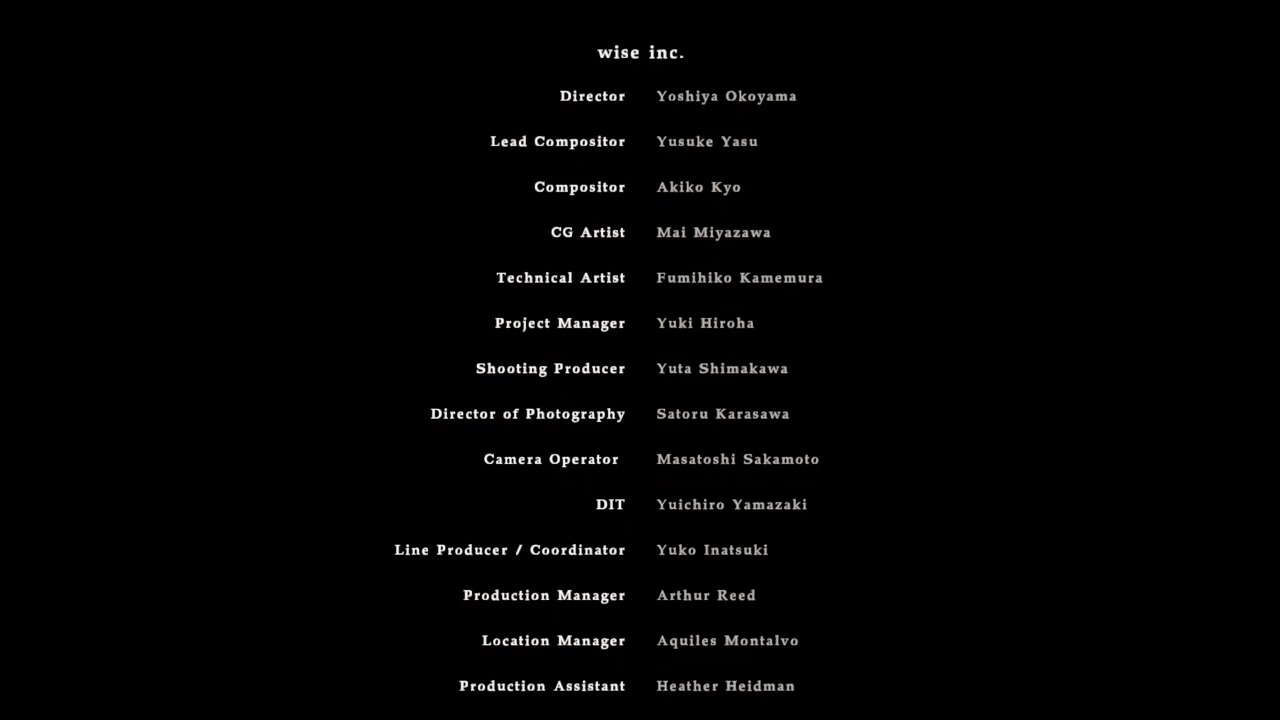 wise inc.
Director Yoshiya Okoyama
Lead Compositor Yusuke Yasu
Compositor Akiko Kyo
CG Artist Mai Miyazawa
Technical Artist Fumihiko Kamemura
Project Manager Yuki Hiroha
Shooting Producer Yuta Shimakawa
Director of Photography Satoru Karasawa
Camera Operator Masatoshi Sakamoto
DIT Yuichiro Yamazaki
Line Producer / Coordinator Yuko Inatsuki
Production Manager Arthur Reed
Location Manager Aquiles Montalvo
Production Assistant Heather Heidman